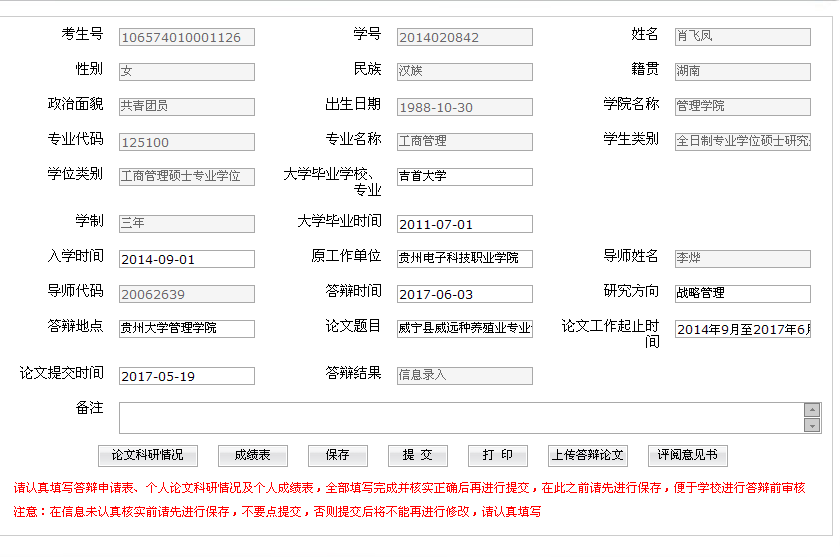 考生号 106574010001126 学号 2014020842 姓名 肖飞凤
性别 女 民族 汉族 籍贯 湖南
政治面貌 共青团员 出生日期 1988-10-30 学院名称 管理学院
专业代码 125100 专业名称 工商管理 学生类别 全日制专业学位硕士研究
学位类别 工商管理硕士专业学位 大学毕业学校、 吉首大学
专业
学制 三年 大学毕业时间 2011-07-01
入学时间 2014-09-01 原工作单位 贵州电子科技职业学院 导师姓名 李烨
导师代码 20062639 答辩时间 2017-06-03 研究方向 战略管理
答辩地点 贵州大学管理学院 论文题目 威宁县威远种养殖业专业 论文工作起止时 2014年9月至2017年6月
间
论文提交时间 2017-05-19 答辩结果 信息录入
备注
论文科研情况 成绩表 保存 提 交 打 印 上传答辩论文 评阅意见书
请认真填写答辩申请表、个人论文科研情况及个人成绩表，全部填写完成并核实正确后再进行提交，在此之前请先进行保存，便于学校进行答辩前审核
注意：在信息未认真核实前请先进行保存，不要点提交，否则提交后将不能再进行修改，请认真填写